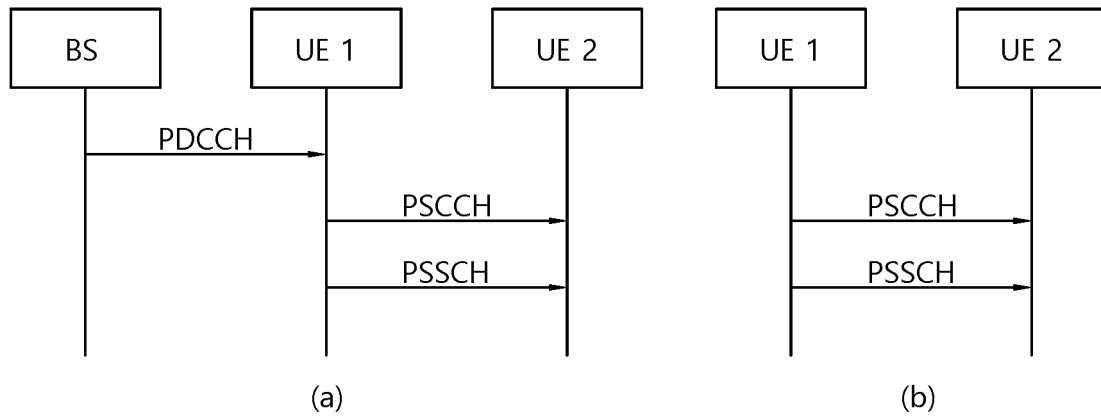 BS UE 1 UE 2 UE 1 UE 2
PDCCH
PSCCH PSCCH
PSSCH PSSCH
(a) (b)